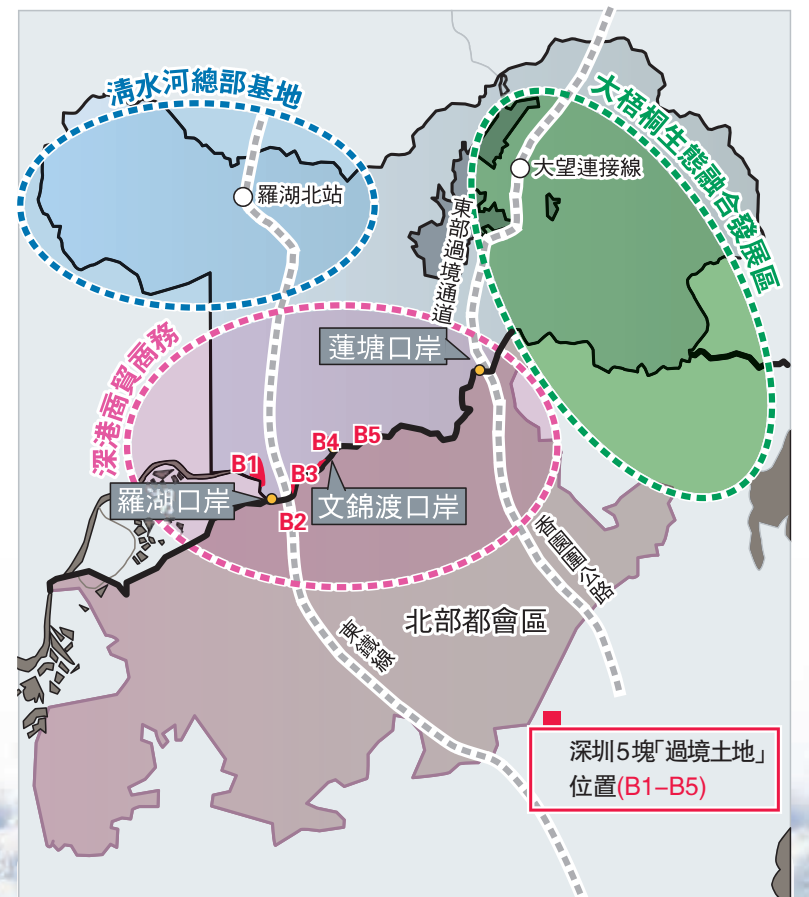 清水河總部基地
大梧桐生態融合發展區
羅湖北站
大望連接線
東部過境通道
深港商貿商務
蓮塘口岸
B1
B4
B5
B3
羅湖口岸
文錦渡口岸
B2
香園圍公路
北部都會區
東鐵線
深圳5塊「過境土地」
位置(B1–B5)